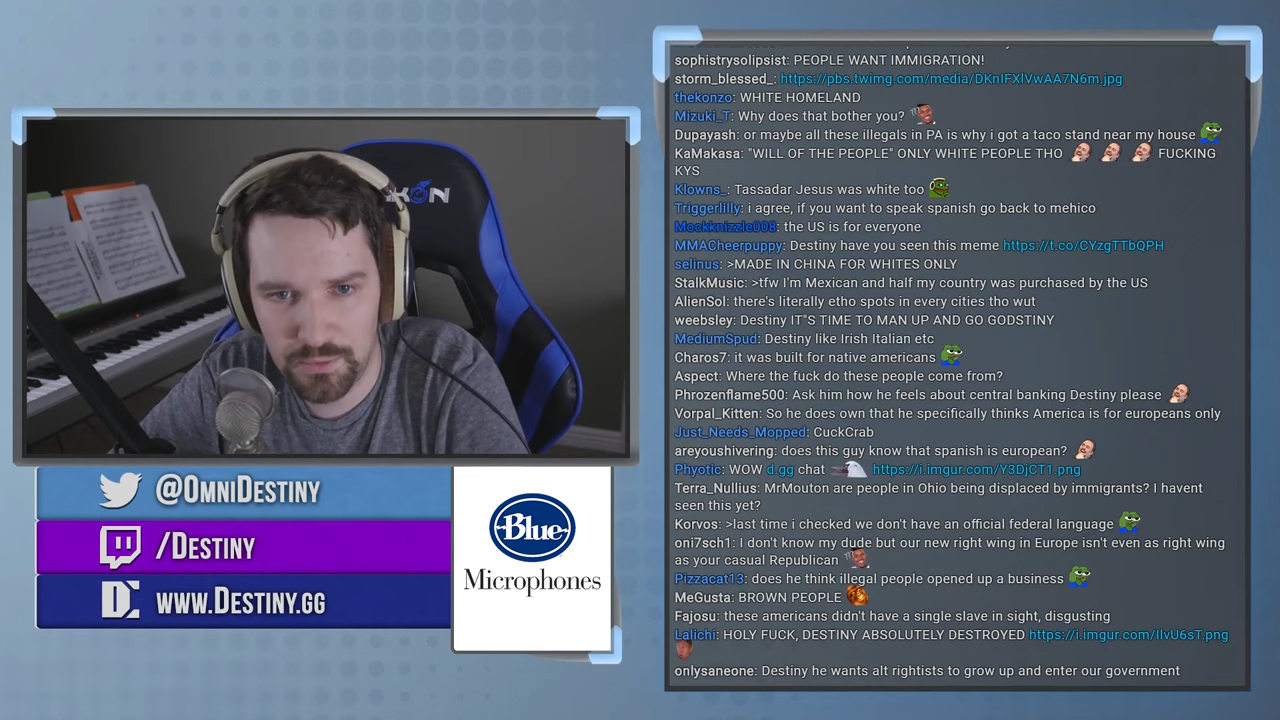 sophistrysolipsist: PEOPLE WANT IMMIGRATION!
storm_blessed_: https://pbs.twimg.com/media/DKnIFXlVwAA7N6m.jpg
thekonzo: WHITE HOMELAND
Mizuki_T: Why does that bother you?
Dupayash: or maybe all these illegals in PA is why i got a taco stand near my house
KaMakasa: "WILL OF THE PEOPLE" ONLY WHITE PEOPLE THO FUCKING
KYS
Klowns_: Tassadar Jesus was white too
Triggerlilly: i agree, if you want to speak spanish go back to mehico
Mockknizzle008: the US is for everyone
MMACheerpuppy: Destiny have you seen this meme https://t.co/CYzgTTbQPH
selinus: >MADE IN CHINA FOR WHITES ONLY
StalkMusic: >tfw I'm Mexican and half my country was purchased by the US
AlienSol: there's literally etho spots in every cities tho wut
weebsley: Destiny IT"S TIME TO MAN UP AND GO GODSTINY
MediumSpud: Destiny like Irish Italian etc
Charos7: it was built for native americans
Aspect: Where the fuck do these people come from?
Phrozenflame500: Ask him how he feels about central banking Destiny please
Vorpal_Kitten: So he does own that he specifically thinks America is for europeans only
Just_Needs_Mopped: CuckCrab
areyoushivering: does this guy know that spanish is european?
Phyotic: WOW d.gg chat https://i.imgur.com/Y3DjCT1.png
Terra_Nullius: MrMouton are people in Ohio being displaced by immigrants? I havent
seen this yet?
Korvos: >last time i checked we don't have an official federal language
oni7sch1: I don't know my dude but our new right wing in Europe isn't even as right wing
as your casual Republican
Pizzacat13: does he think illegal people opened up a business
MeGusta: BROWN PEOPLE
Fajosu: these americans didn't have a single slave in sight, disgusting
Lalichi: HOLY FUCK, DESTINY ABSOLUTELY DESTROYED https://i.imgur.com/IlvU6sT.png
onlysaneone: Destiny he wants alt rightists to grow up and enter our government
@OmniDestiny
/Destiny
www.Destiny.gg
Blue
Microphones